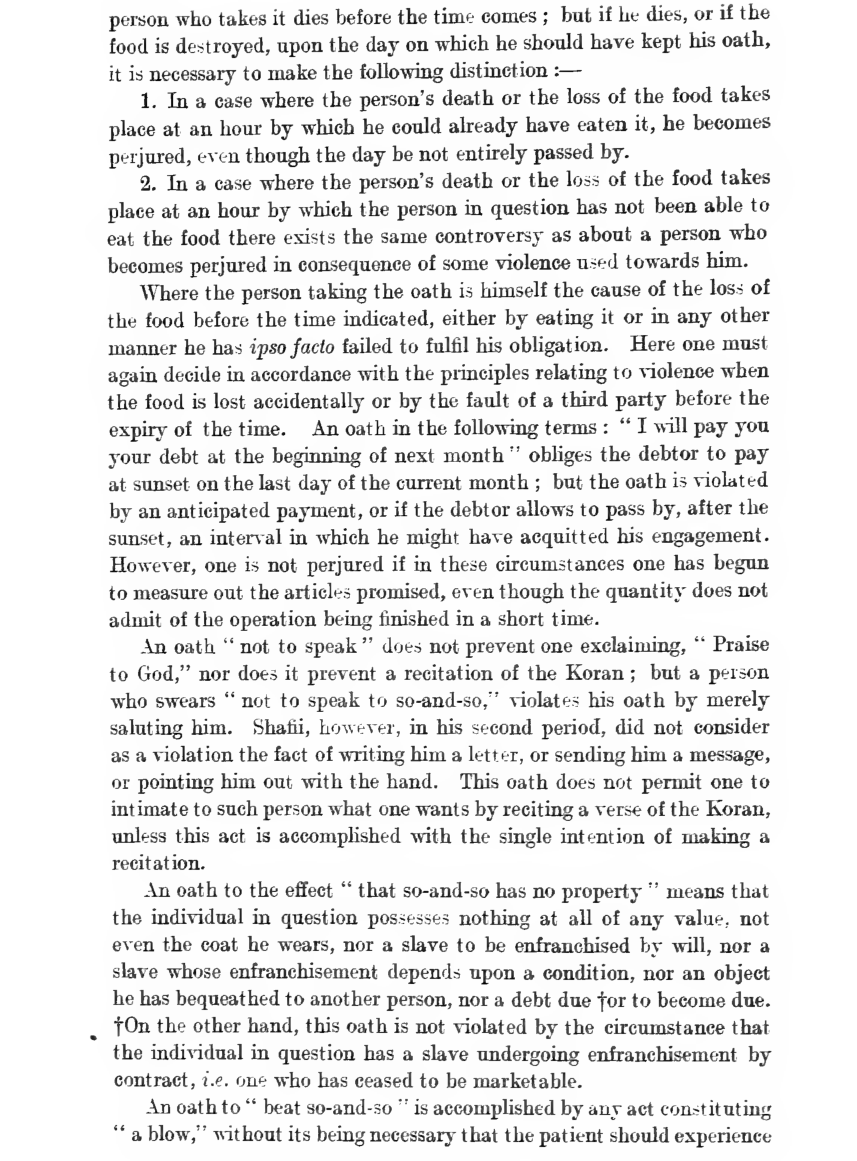 person who takes it dies before the time comes ; but if he dies, or if the
food is destroyed, upon the day on which he should have kept his oath,
it is necessary to make the following distinction :—
1. In a case where the person's death or the loss of the food takes
place at an hour by which he could already have eaten it, he becomes
perjured, even though the day be not entirely passed by.
2. In a case where the person's death or the loss of the food takes
place at an hour by which the person in question has not been able to
eat the food there exists the same controversy as about a person who
becomes perjured in consequence of some violence used towards him.
Where the person taking the oath is himself the cause of the loss of
the food before the time indicated, either by eating it or in any other
manner he has ipso facto failed to fulfil his obligation. Here one must
again decide in accordance with the principles relating to violence when
the food is lost accidentally or by the fault of a third party before the
expiry of the time. An oath in the following terms : “ I will pay you
your debt at the beginning of next month ” obliges the debtor to pay
at sunset on the last day of the current month ; but the oath is violated
by an anticipated payment, or if the debtor allows to pass by, after the
sunset, an interval in which he might have acquitted his engagement.
However, one is not perjured if in these circumstances one has begun
to measure out the articles promised, even though the quantity does not
admit of the operation being finished in a short time.
An oath “ not to speak ” does not prevent one exclaiming, “ Praise
to God,” nor does it prevent a recitation of the Koran ; but a person
who swears “ not to speak to so-and-so,” violates his oath by merely
saluting him. Shafii, however, in his second period, did not consider
as a violation the fact of writing him a letter, or sending him a message,
or pointing him out with the hand. This oath does not permit one to
intimate to such person what one wants by reciting a verse of the Koran,
unless this act is accomplished with the single intention of making a
recitation.
An oath to the effect “ that so-and-so has no property ” means that
the individual in question possesses nothing at all of any value, not
even the coat he wears, nor a slave to be enfranchised by will, nor a
slave whose enfranchisement depends upon a condition, nor an object
he has bequeathed to another person, nor a debt due †or to become due.
†On the other hand, this oath is not violated by the circumstance that
the individual in question has a slave undergoing enfranchisement by
contract, i.e. one who has ceased to be marketable.
An oath to “ beat so-and-so ” is accomplished by any act constituting
“ a blow,” without its being necessary that the patient should experience